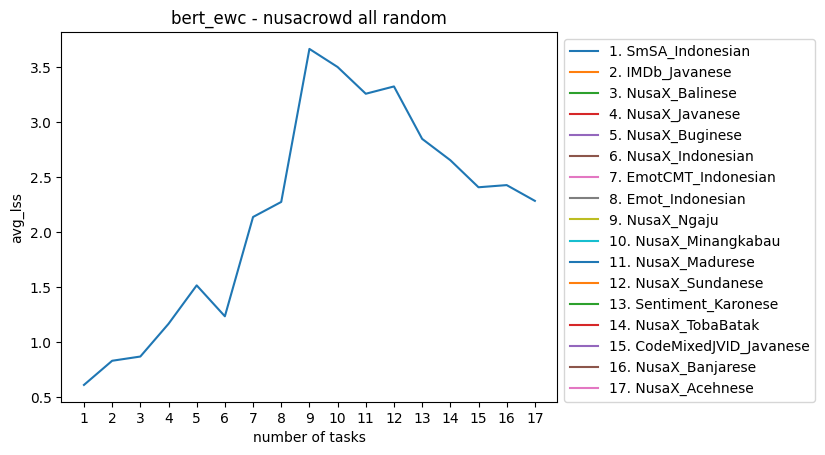 bert_ewc - nusacrowd all random
avg_lss
3.5
3.0
2.5
2.0
1.5
1.0
0.5
1 2 3 4 5 6 7 8 9 10 11 12 13 14 15 16 17
number of tasks
1. SmSA_Indonesian
2. IMDb_Javanese
3. NusaX_Balinese
4. NusaX_Javanese
5. NusaX_Buginese
6. NusaX_Indonesian
7. EmotCMT_Indonesian
8. Emot_Indonesian
9. NusaX_Ngaju
10. NusaX_Minangkabau
11. NusaX_Madurese
12. NusaX_Sundanese
13. Sentiment_Karonese
14. NusaX_TobaBatak
15. CodeMixedJVID_Javanese
16. NusaX_Banjarese
17. NusaX_Acehnese